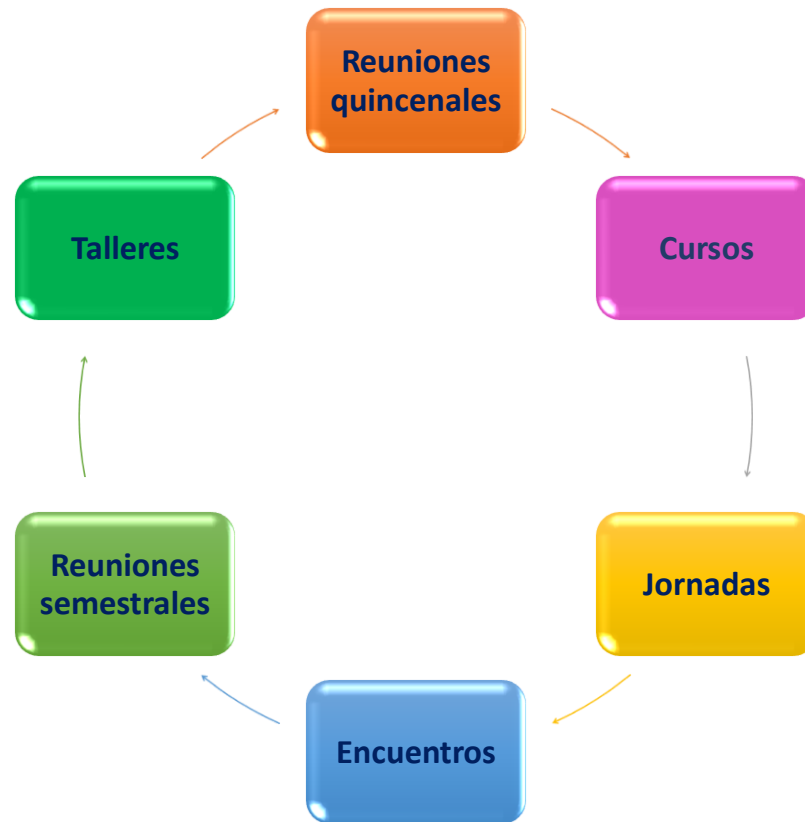 Reuniones
quincenales
Cursos
Jornadas
Encuentros
Reuniones
semestrales
Talleres